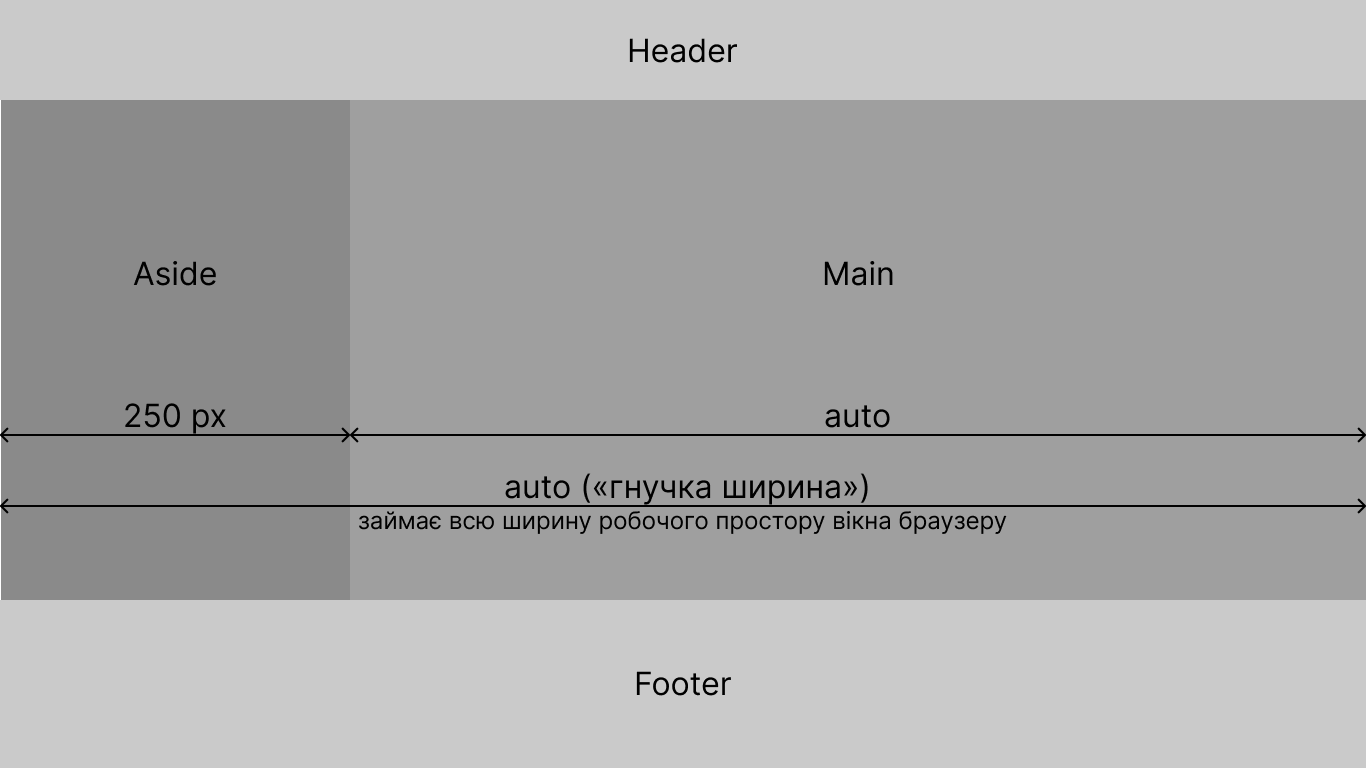 Header
Aside
Main
250 px
auto
auto («гнучка ширина»)
займає всю ширину робочого простору вікна браузеру
Footer